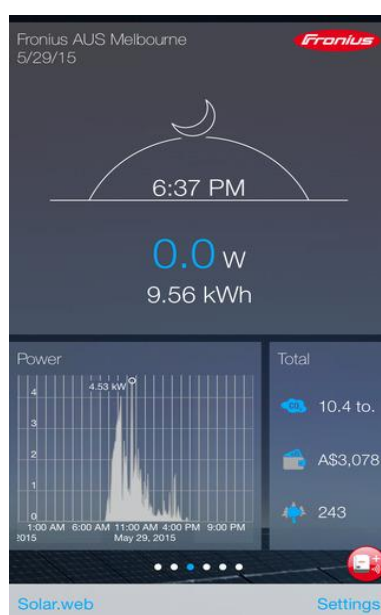 Fronius AUS Melbourne
5/29/15
Fronius
6:37 PM
0.0 W
9.56 kWh
Power
4.53 kW
4
3
2
1
0
1:00 AM 6:00 AM 11:00 AM 4:00 PM 9:00 PM
2015 May 29, 2015
Total
CO₂ 10.4 to.
A$3,078
243
Solar.web Settings